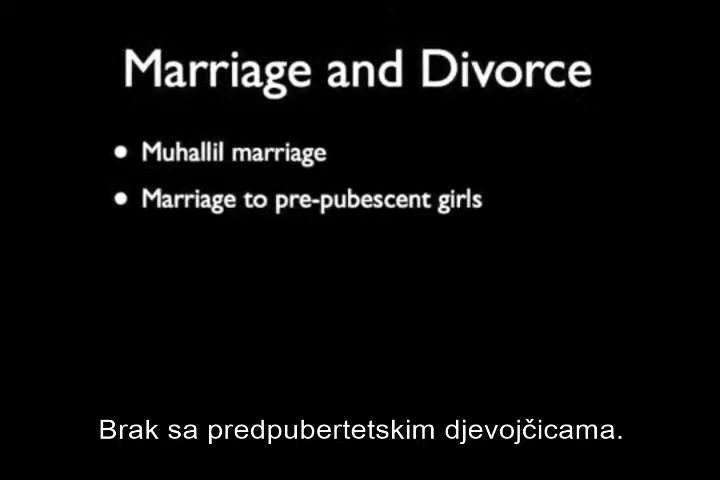 Marriage and Divorce
• Muhallil marriage
• Marriage to pre-pubescent girls
Brak sa predpubertetskim djevojčicama.